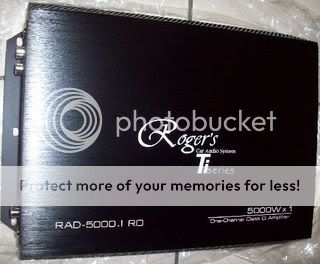 photobucket
Roger's
Car Audio System
Ti Series
Protect more of your memories for less!
RAD-5000.1 RD
5000W x 1
One-Channel Class D Amplifier